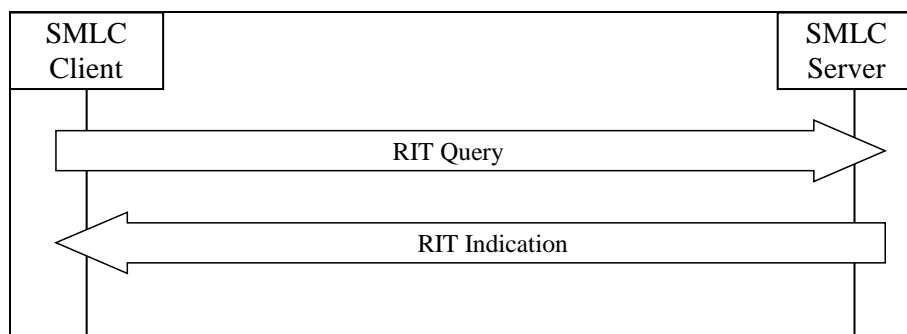 SMLC
Client
SMLC
Server
RIT Query
RIT Indication